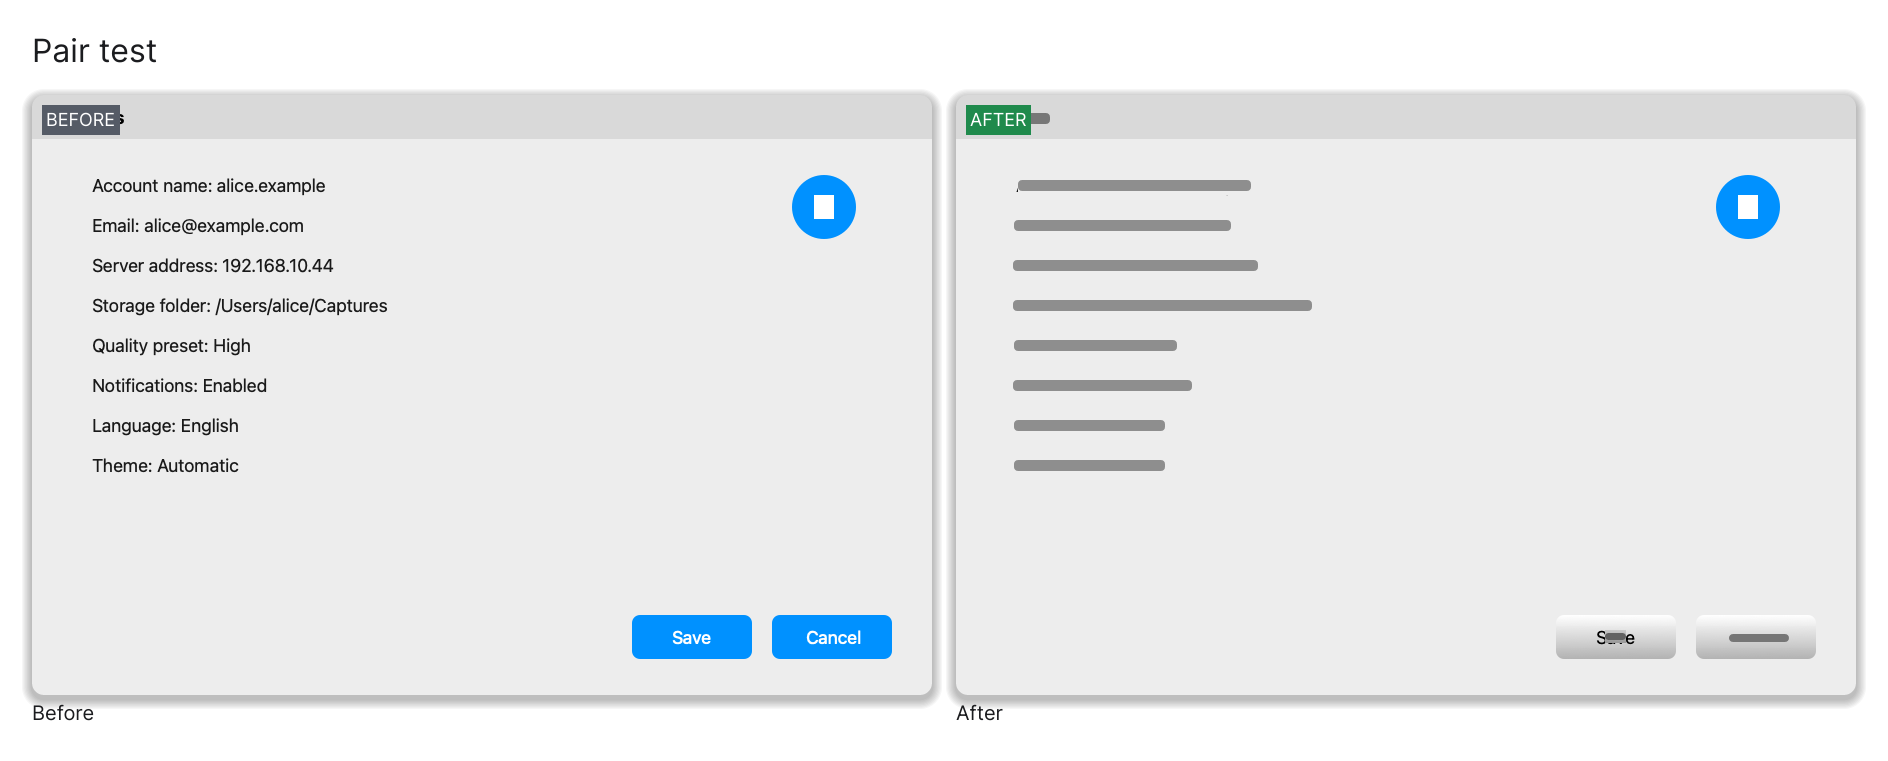 Pair test
BEFORE
AFTER
Account name: alice.example
Email: alice@example.com
Server address: 192.168.10.44
Storage folder: /Users/alice/Captures
Quality preset: High
Notifications: Enabled
Language: English
Theme: Automatic
Save
Cancel
Before
After